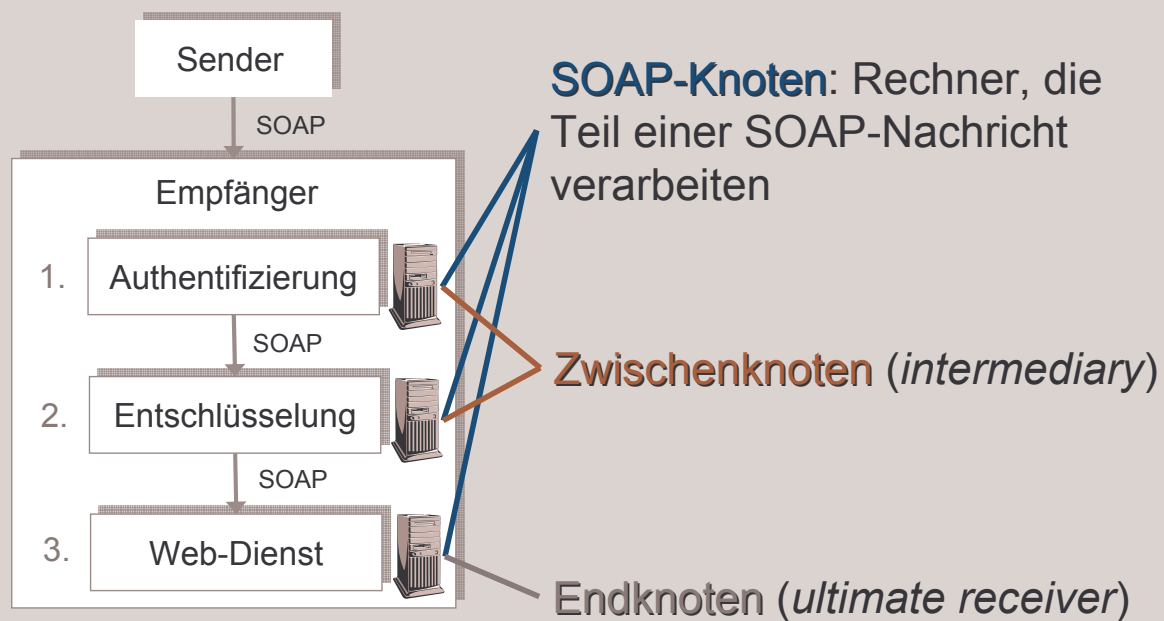 Sender
SOAP
Empfänger
1. Authentifizierung
SOAP
2. Entschlüsselung
SOAP
3. Web-Dienst
SOAP-Knoten: Rechner, die
Teil einer SOAP-Nachricht
verarbeiten
Zwischenknoten (intermediary)
Endknoten (ultimate receiver)